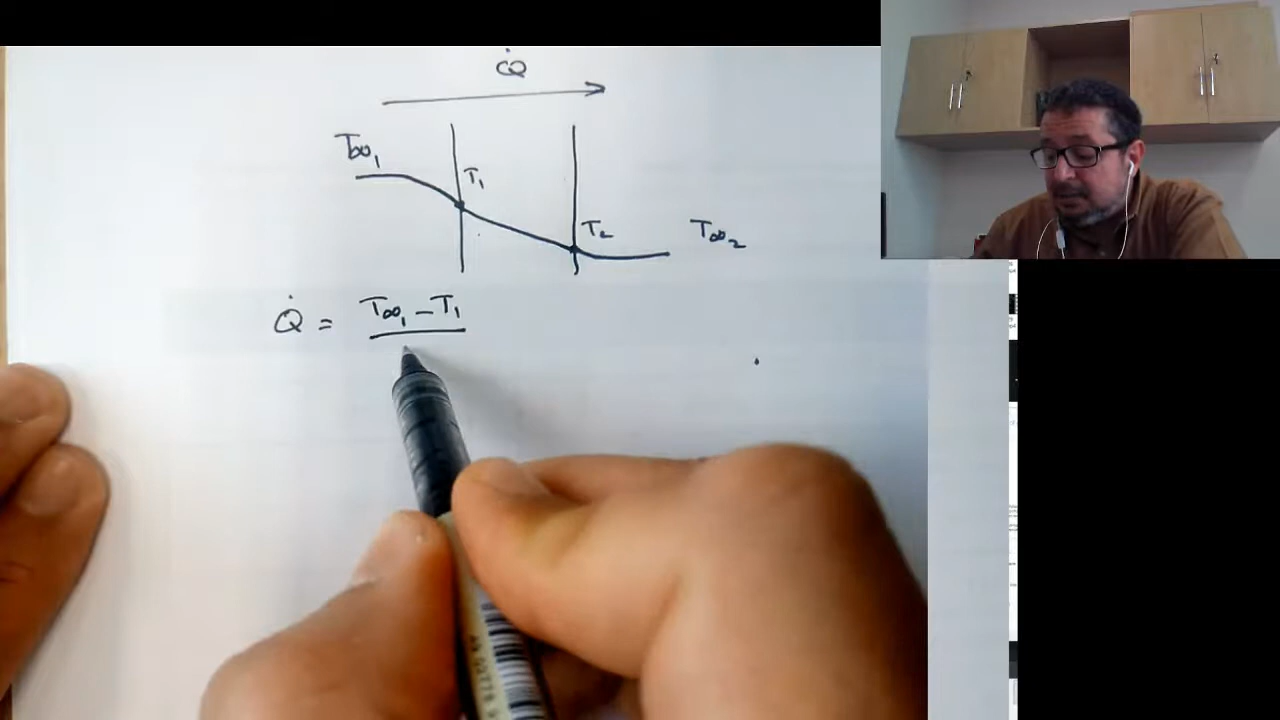 Q̇
T∞₁
T₁
T₂
T∞₂
Q̇ = T∞₁ - T₁